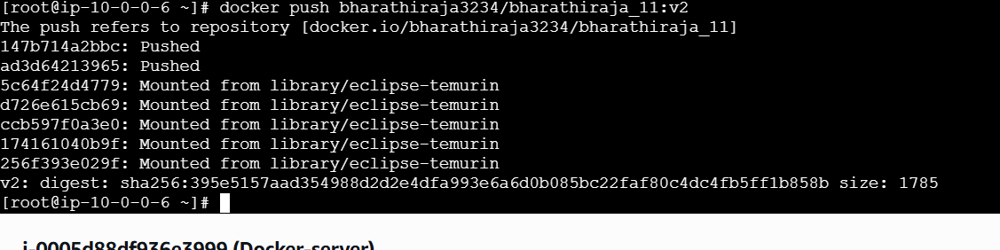 [root@ip-10-0-0-6 ~]# docker push bharathiraja3234/bharathiraja_11:v2
The push refers to repository [docker.io/bharathiraja3234/bharathiraja_11]
147b714a2bbc: Pushed
ad3d64213965: Pushed
5c64f24d4779: Mounted from library/eclipse-temurin
d726e615cb69: Mounted from library/eclipse-temurin
ccb597f0a3e0: Mounted from library/eclipse-temurin
174161040b9f: Mounted from library/eclipse-temurin
256f393e029f: Mounted from library/eclipse-temurin
v2: digest: sha256:395e5157aad354988d2d2e4dfa993e6a6d0b085bc22faf80c4dc4fb5ff1b858b size: 1785
[root@ip-10-0-0-6 ~]#
i-0005d88df936e3999 (Docker-server)